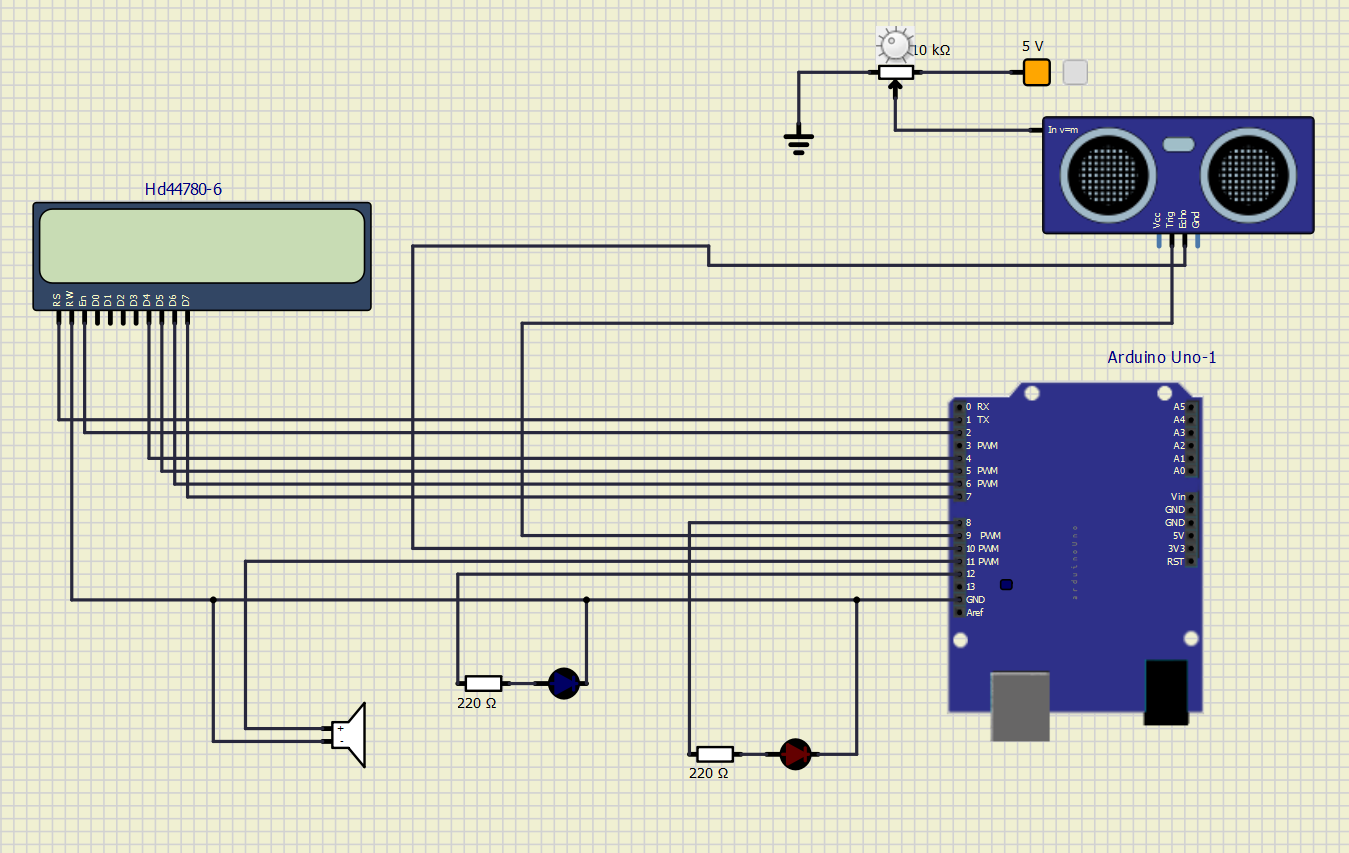 10 kΩ
5 V
In v=m
Vcc
Trig
Echo
Gnd
Hd44780-6
RS
RW
En
D0
D1
D2
D3
D4
D5
D6
D7
Arduino Uno-1
0 RX
1 TX
2
3 PWM
4
5 PWM
6 PWM
7
8
9 PWM
10 PWM
11 PWM
12
13
GND
Aref
A5
A4
A3
A2
A1
A0
Vin
GND
GND
5V
3V3
RST
arduinoUno
220 Ω
+
-
220 Ω